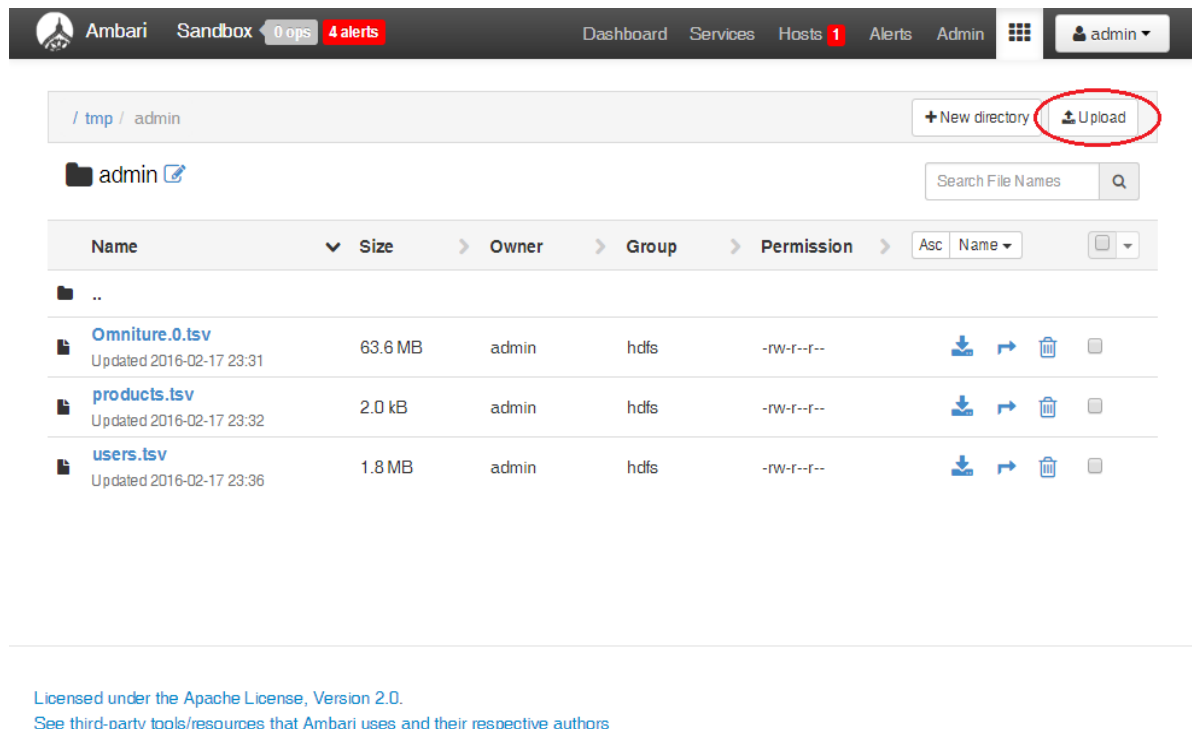 Ambari Sandbox 0 ops 4 alerts Dashboard Services Hosts 1 Alerts Admin admin
/ tmp / admin + New directory Upload
admin Search File Names
Name Size Owner Group Permission Asc Name
..
Omniture.0.tsv 63.6 MB admin hdfs -rw-r--r--
Updated 2016-02-17 23:31
products.tsv 2.0 kB admin hdfs -rw-r--r--
Updated 2016-02-17 23:32
users.tsv 1.8 MB admin hdfs -rw-r--r--
Updated 2016-02-17 23:36
Licensed under the Apache License, Version 2.0.
See third-party tools/resources that Ambari uses and their respective authors